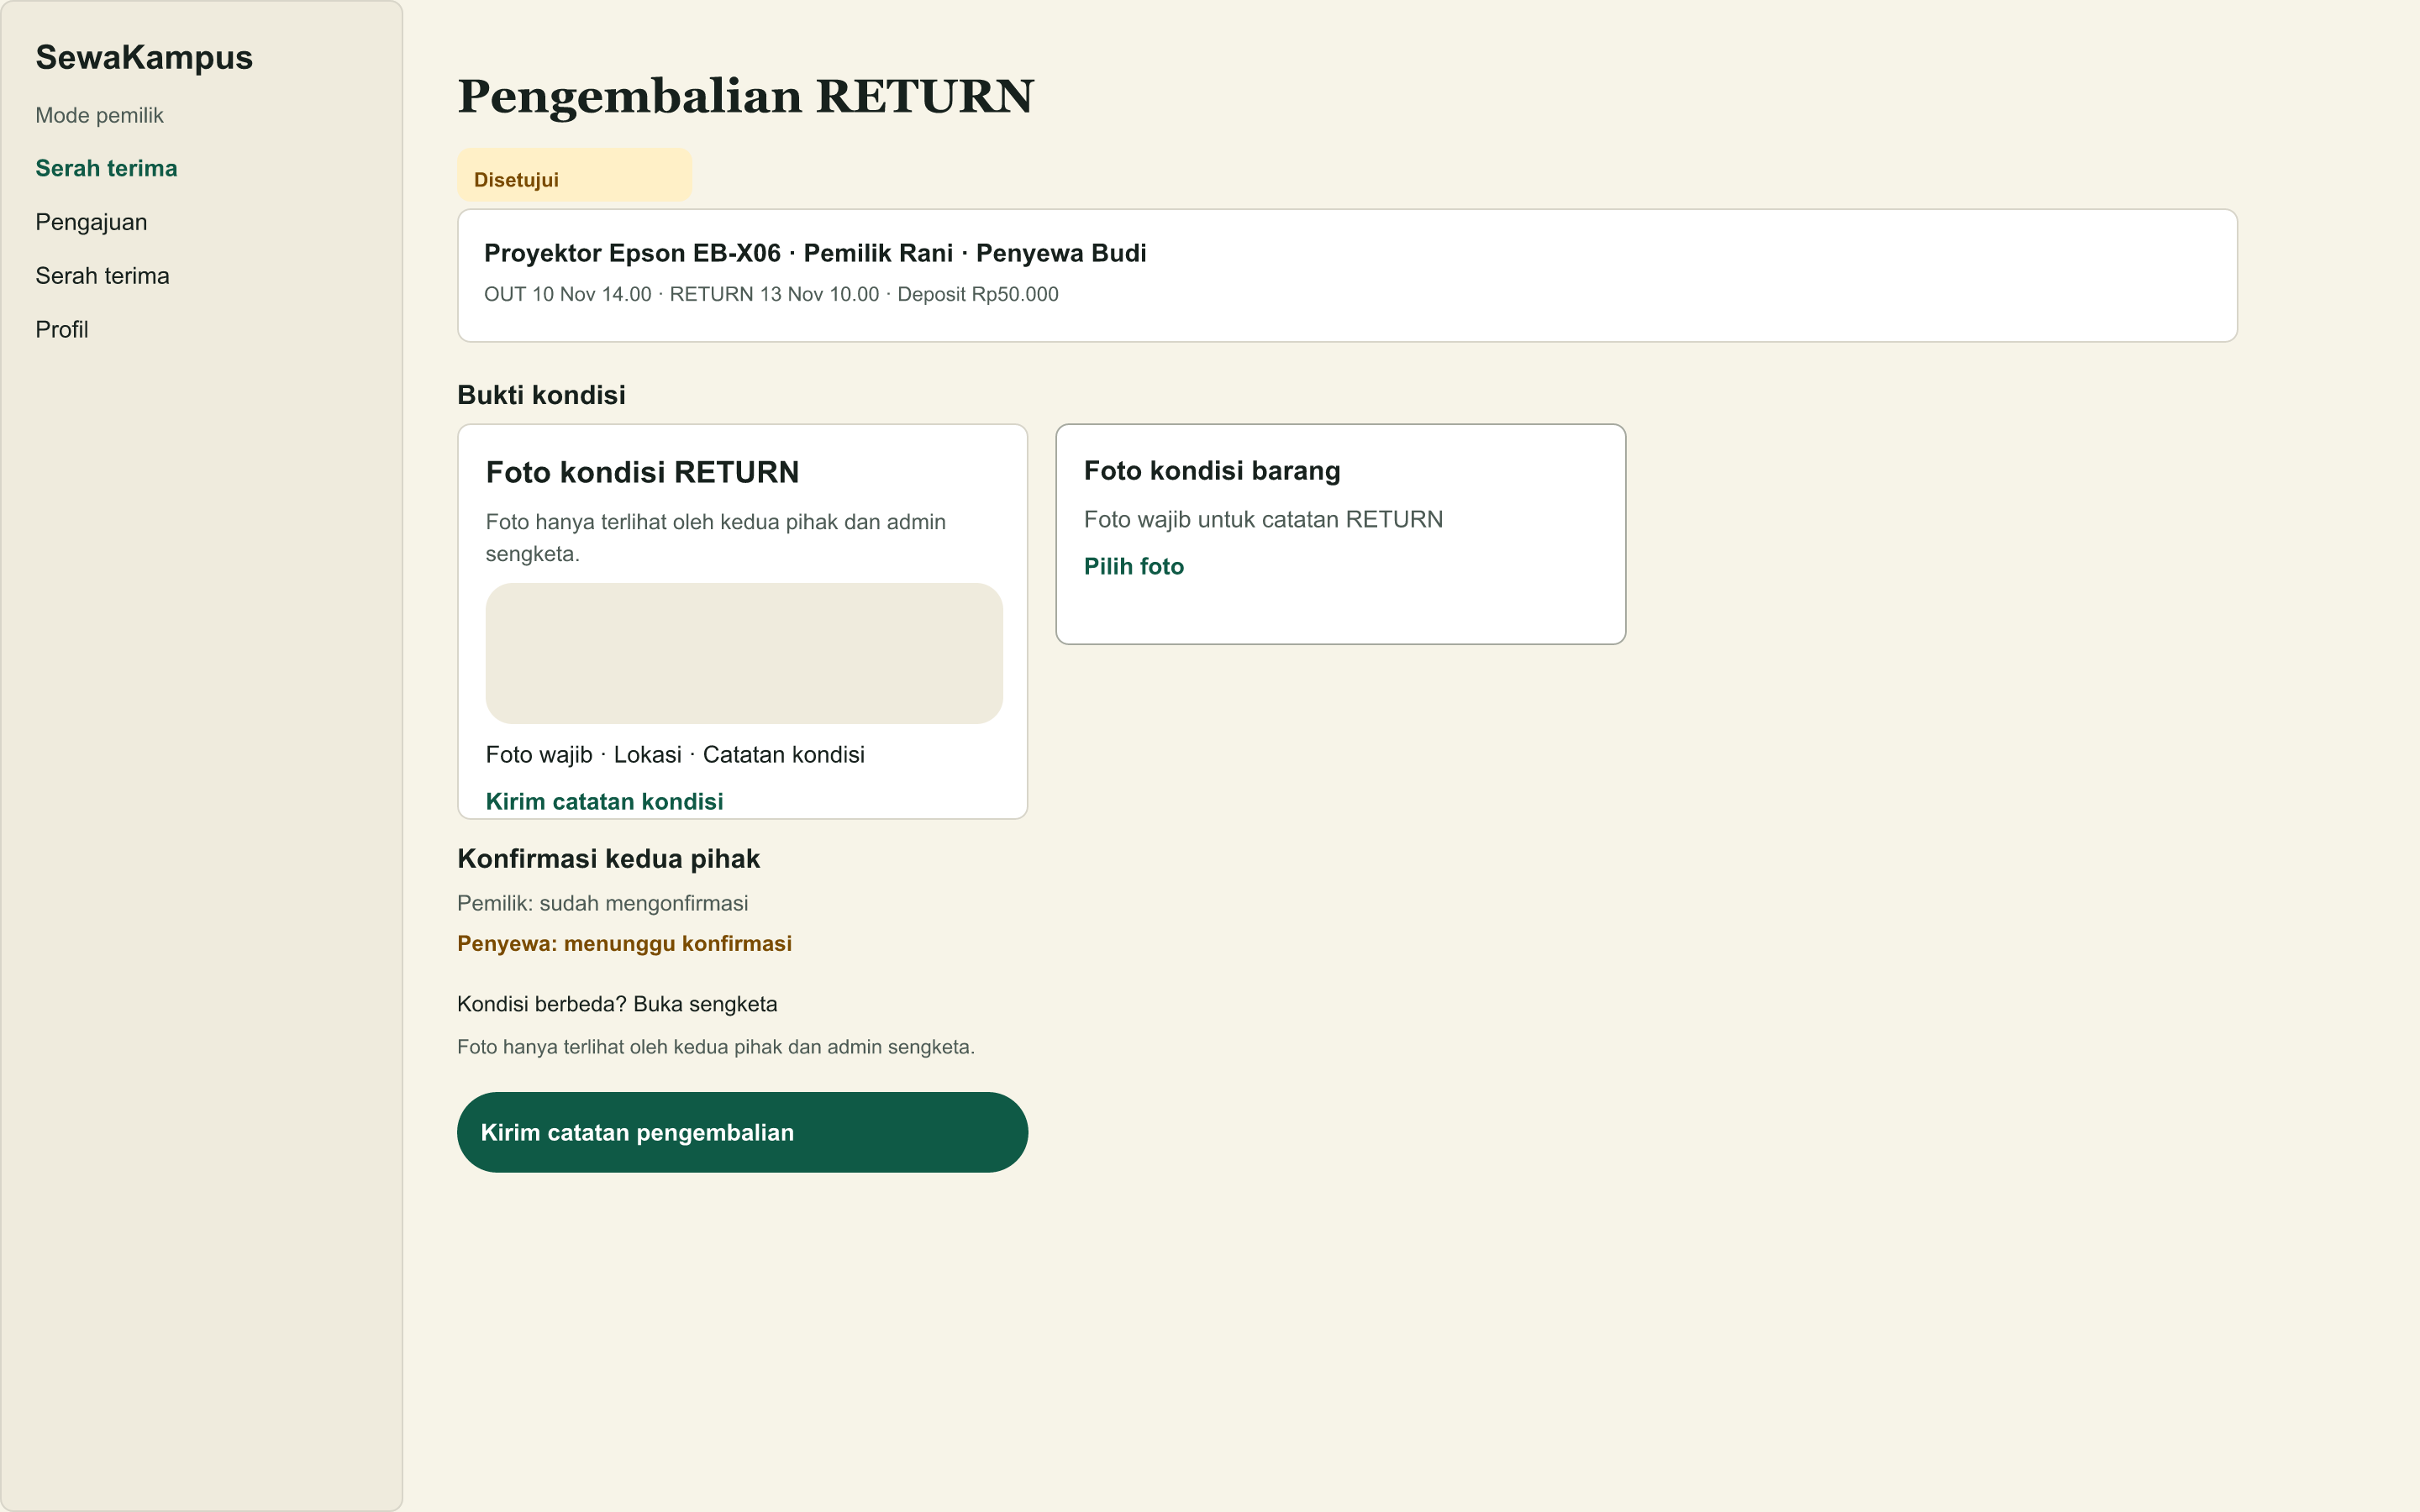 SewaKampus
Mode pemilik
Serah terima
Pengajuan
Serah terima
Profil
Pengembalian RETURN
Disetujui
Proyektor Epson EB-X06 · Pemilik Rani · Penyewa Budi
OUT 10 Nov 14.00 · RETURN 13 Nov 10.00 · Deposit Rp50.000
Bukti kondisi
Foto kondisi RETURN
Foto hanya terlihat oleh kedua pihak dan admin
sengketa.
Foto wajib · Lokasi · Catatan kondisi
Kirim catatan kondisi
Foto kondisi barang
Foto wajib untuk catatan RETURN
Pilih foto
Konfirmasi kedua pihak
Pemilik: sudah mengonfirmasi
Penyewa: menunggu konfirmasi
Kondisi berbeda? Buka sengketa
Foto hanya terlihat oleh kedua pihak dan admin sengketa.
Kirim catatan pengembalian